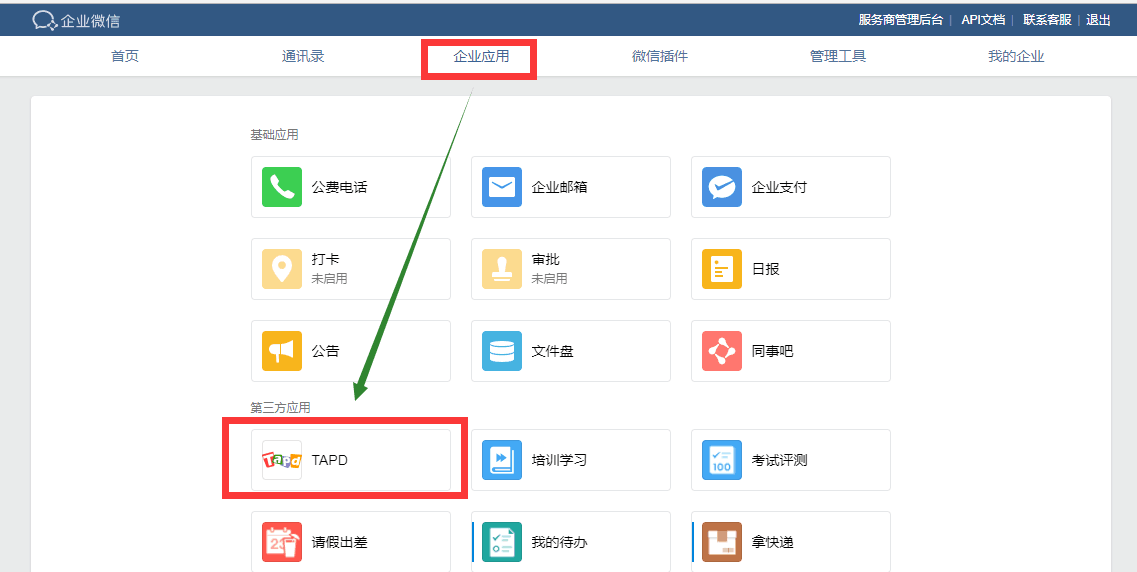 企业微信
服务商管理后台 | API文档 | 联系客服 | 退出
首页 通讯录 企业应用 微信插件 管理工具 我的企业
基础应用
公费电话 企业邮箱 企业支付
打卡 审批 日报
未启用 未启用
公告 文件盘 同事吧
第三方应用
Tapd TAPD 培训学习 100 考试评测
23 请假出差 我的待办 拿快递